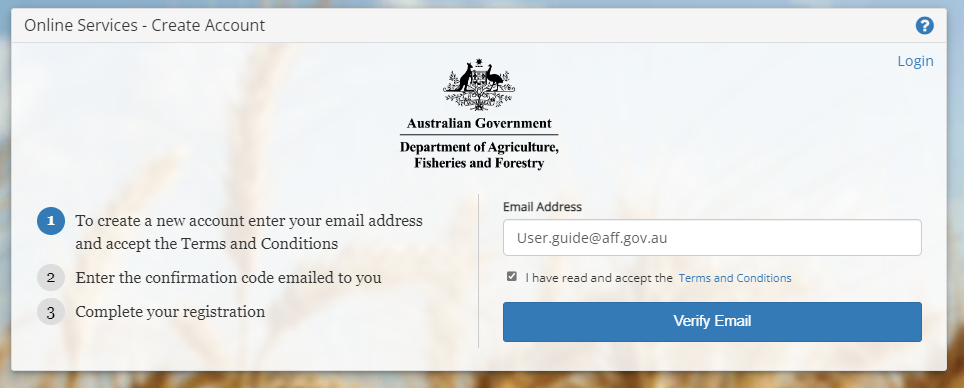 Online Services - Create Account
?
Login
Australian Government
Department of Agriculture,
Fisheries and Forestry
1 To create a new account enter your email address
and accept the Terms and Conditions
2 Enter the confirmation code emailed to you
3 Complete your registration
Email Address
User.guide@aff.gov.au
I have read and accept the Terms and Conditions
Verify Email